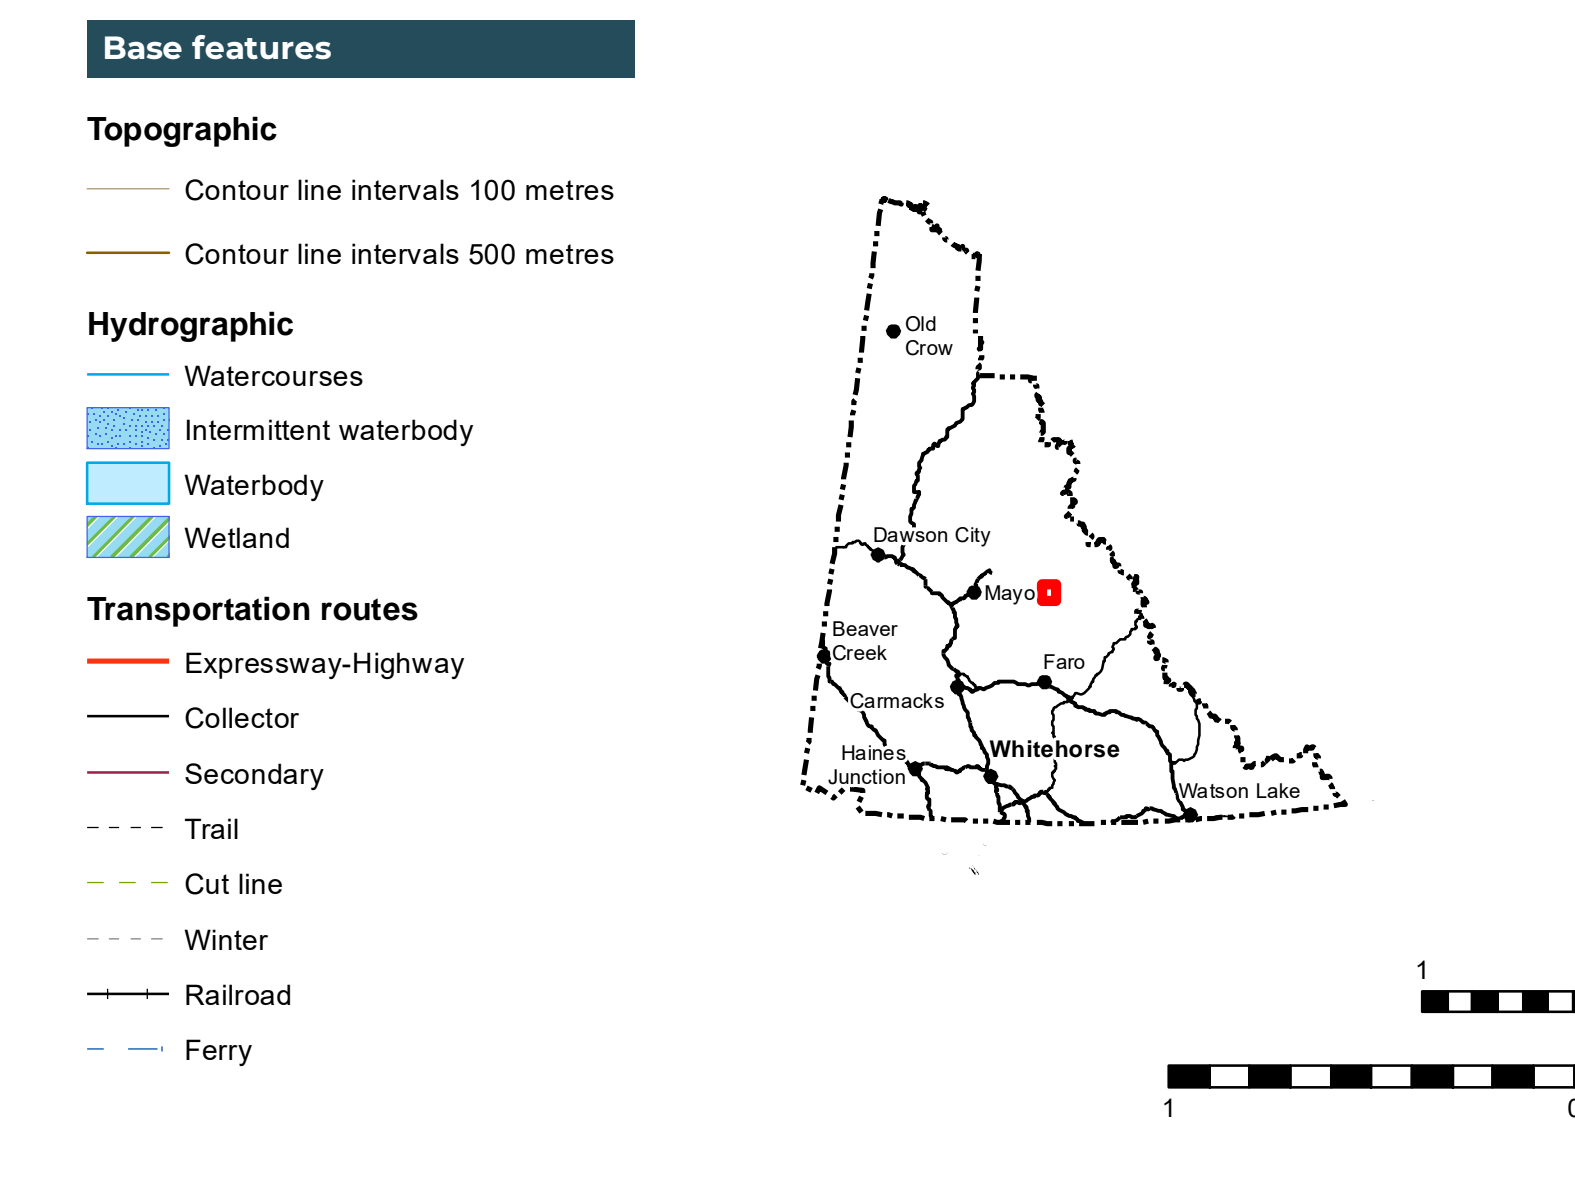 Base features
Topographic
Contour line intervals 100 metres
Contour line intervals 500 metres
Hydrographic
Watercourses
Intermittent waterbody
Waterbody
Wetland
Transportation routes
Expressway-Highway
Collector
Secondary
Trail
Cut line
Winter
Railroad
Ferry
Old
Crow
Dawson City
Mayo
Beaver
Creek
Faro
Carmacks
Whitehorse
Haines
Junction
Watson Lake
1
1
0